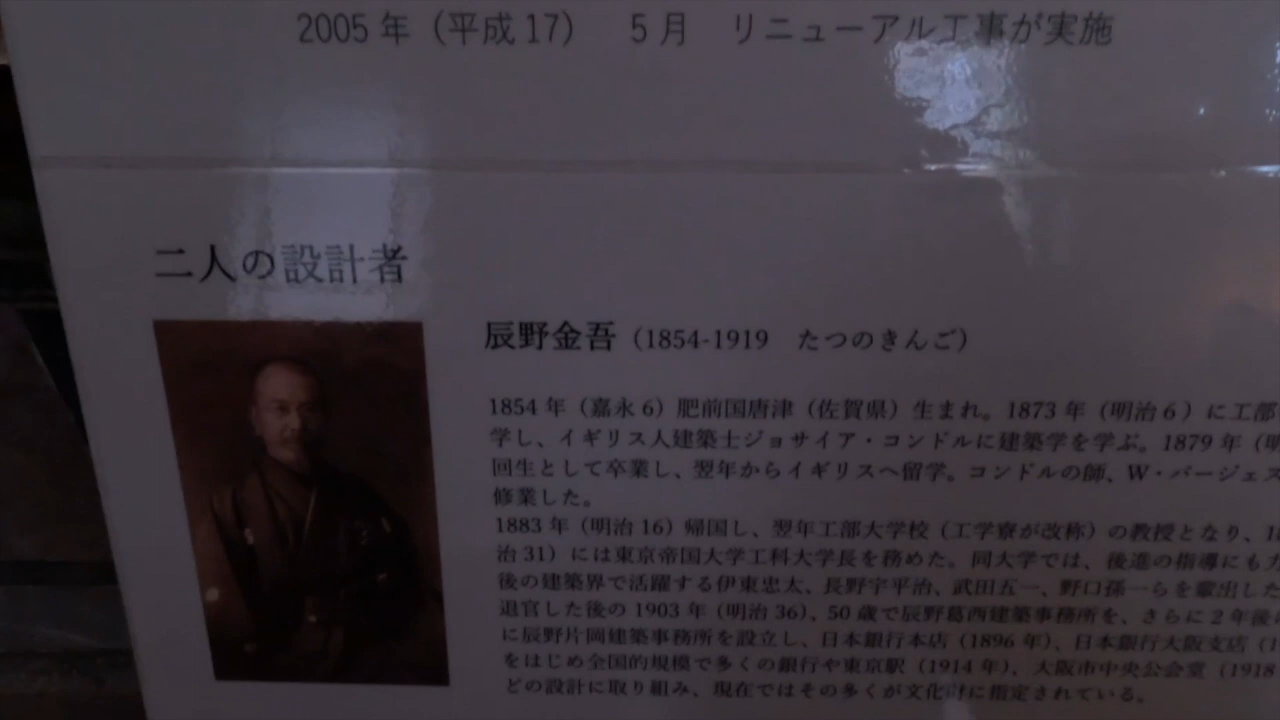 2005年（平成17） 5月 リニューアル工事が実施
二人の設計者
辰野金吾（1854-1919 たつのきんご）
1854年（嘉永6）肥前国唐津（佐賀県）生まれ。1873年（明治6）に工部
学し、イギリス人建築士ジョサイア・コンドルに建築学を学ぶ。1879年（明
回生として卒業し、翌年からイギリスへ留学。コンドルの師、W・バージェス
修業した。
1883年（明治16）帰国し、翌年工部大学校（工学寮が改称）の教授となり、
治31）には東京帝国大学工科大学長を務めた。同大学では、後進の指導にも力
後の建築界で活躍する伊東忠太、長野宇平治、武田五一、野口孫一らを輩出した
退官した後の1903年（明治36）、50歳で辰野葛西建築事務所を、さらに2年後
に辰野片岡建築事務所を設立し、日本銀行本店（1896年）、日本銀行大阪支店（
をはじめ全国的規模で多くの銀行や東京駅（1914年）、大阪市中央公会堂（1918
どの設計に取り組み、現在ではその多くが文化財に指定されている。